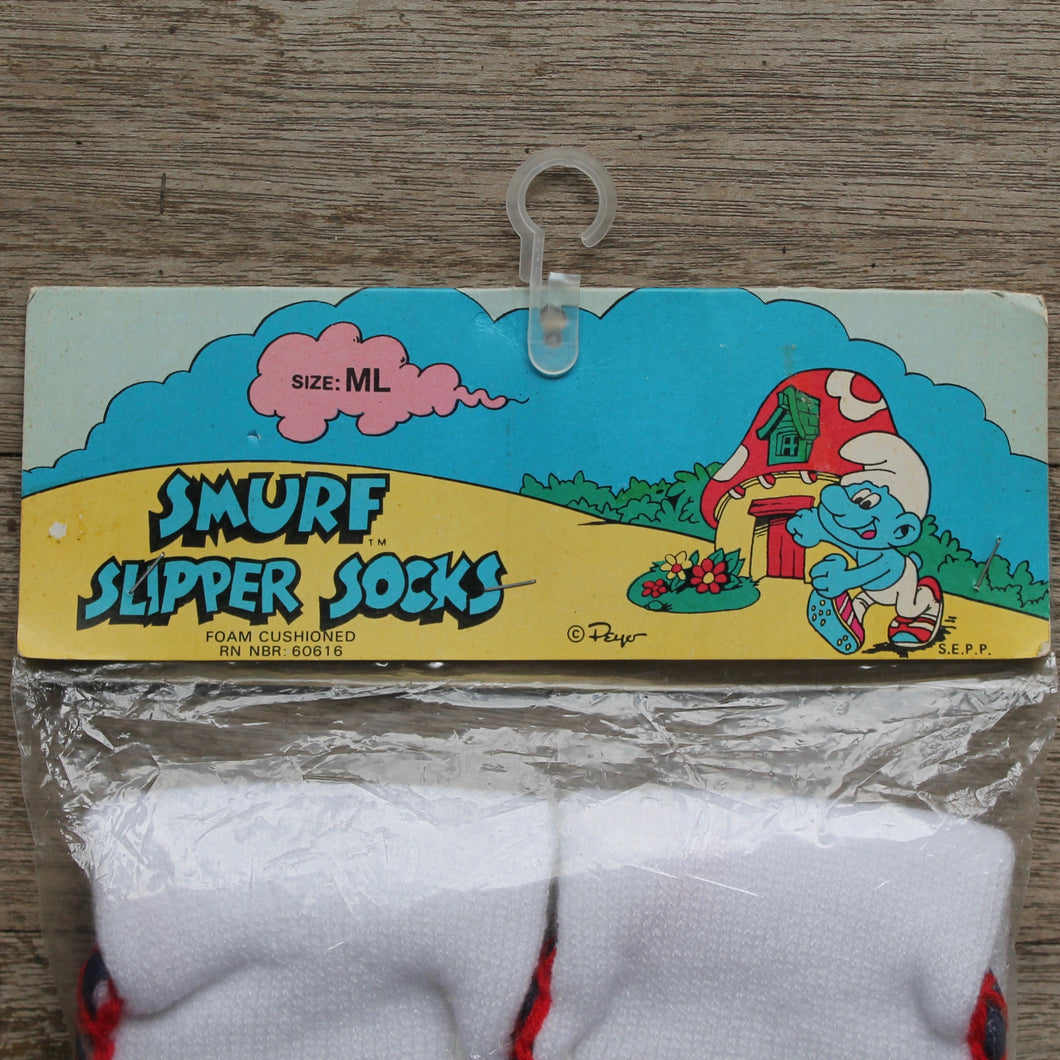 SIZE: ML
SMURF™
SLIPPER SOCKS
FOAM CUSHIONED
RN NBR: 60616
© Peyo
S.E.P.P.